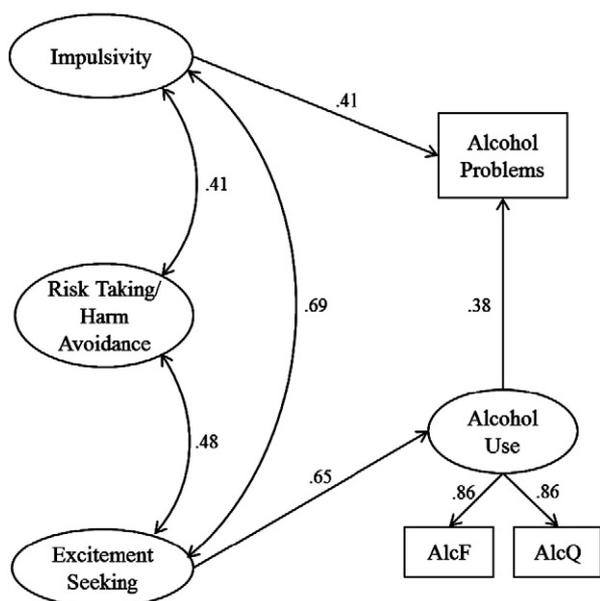 Impulsivity
.41
Alcohol
Problems
.41
Risk Taking/
Harm
Avoidance
.69
.38
.48
Alcohol
Use
.65
.86
.86
Excitement
Seeking
AlcF
AlcQ